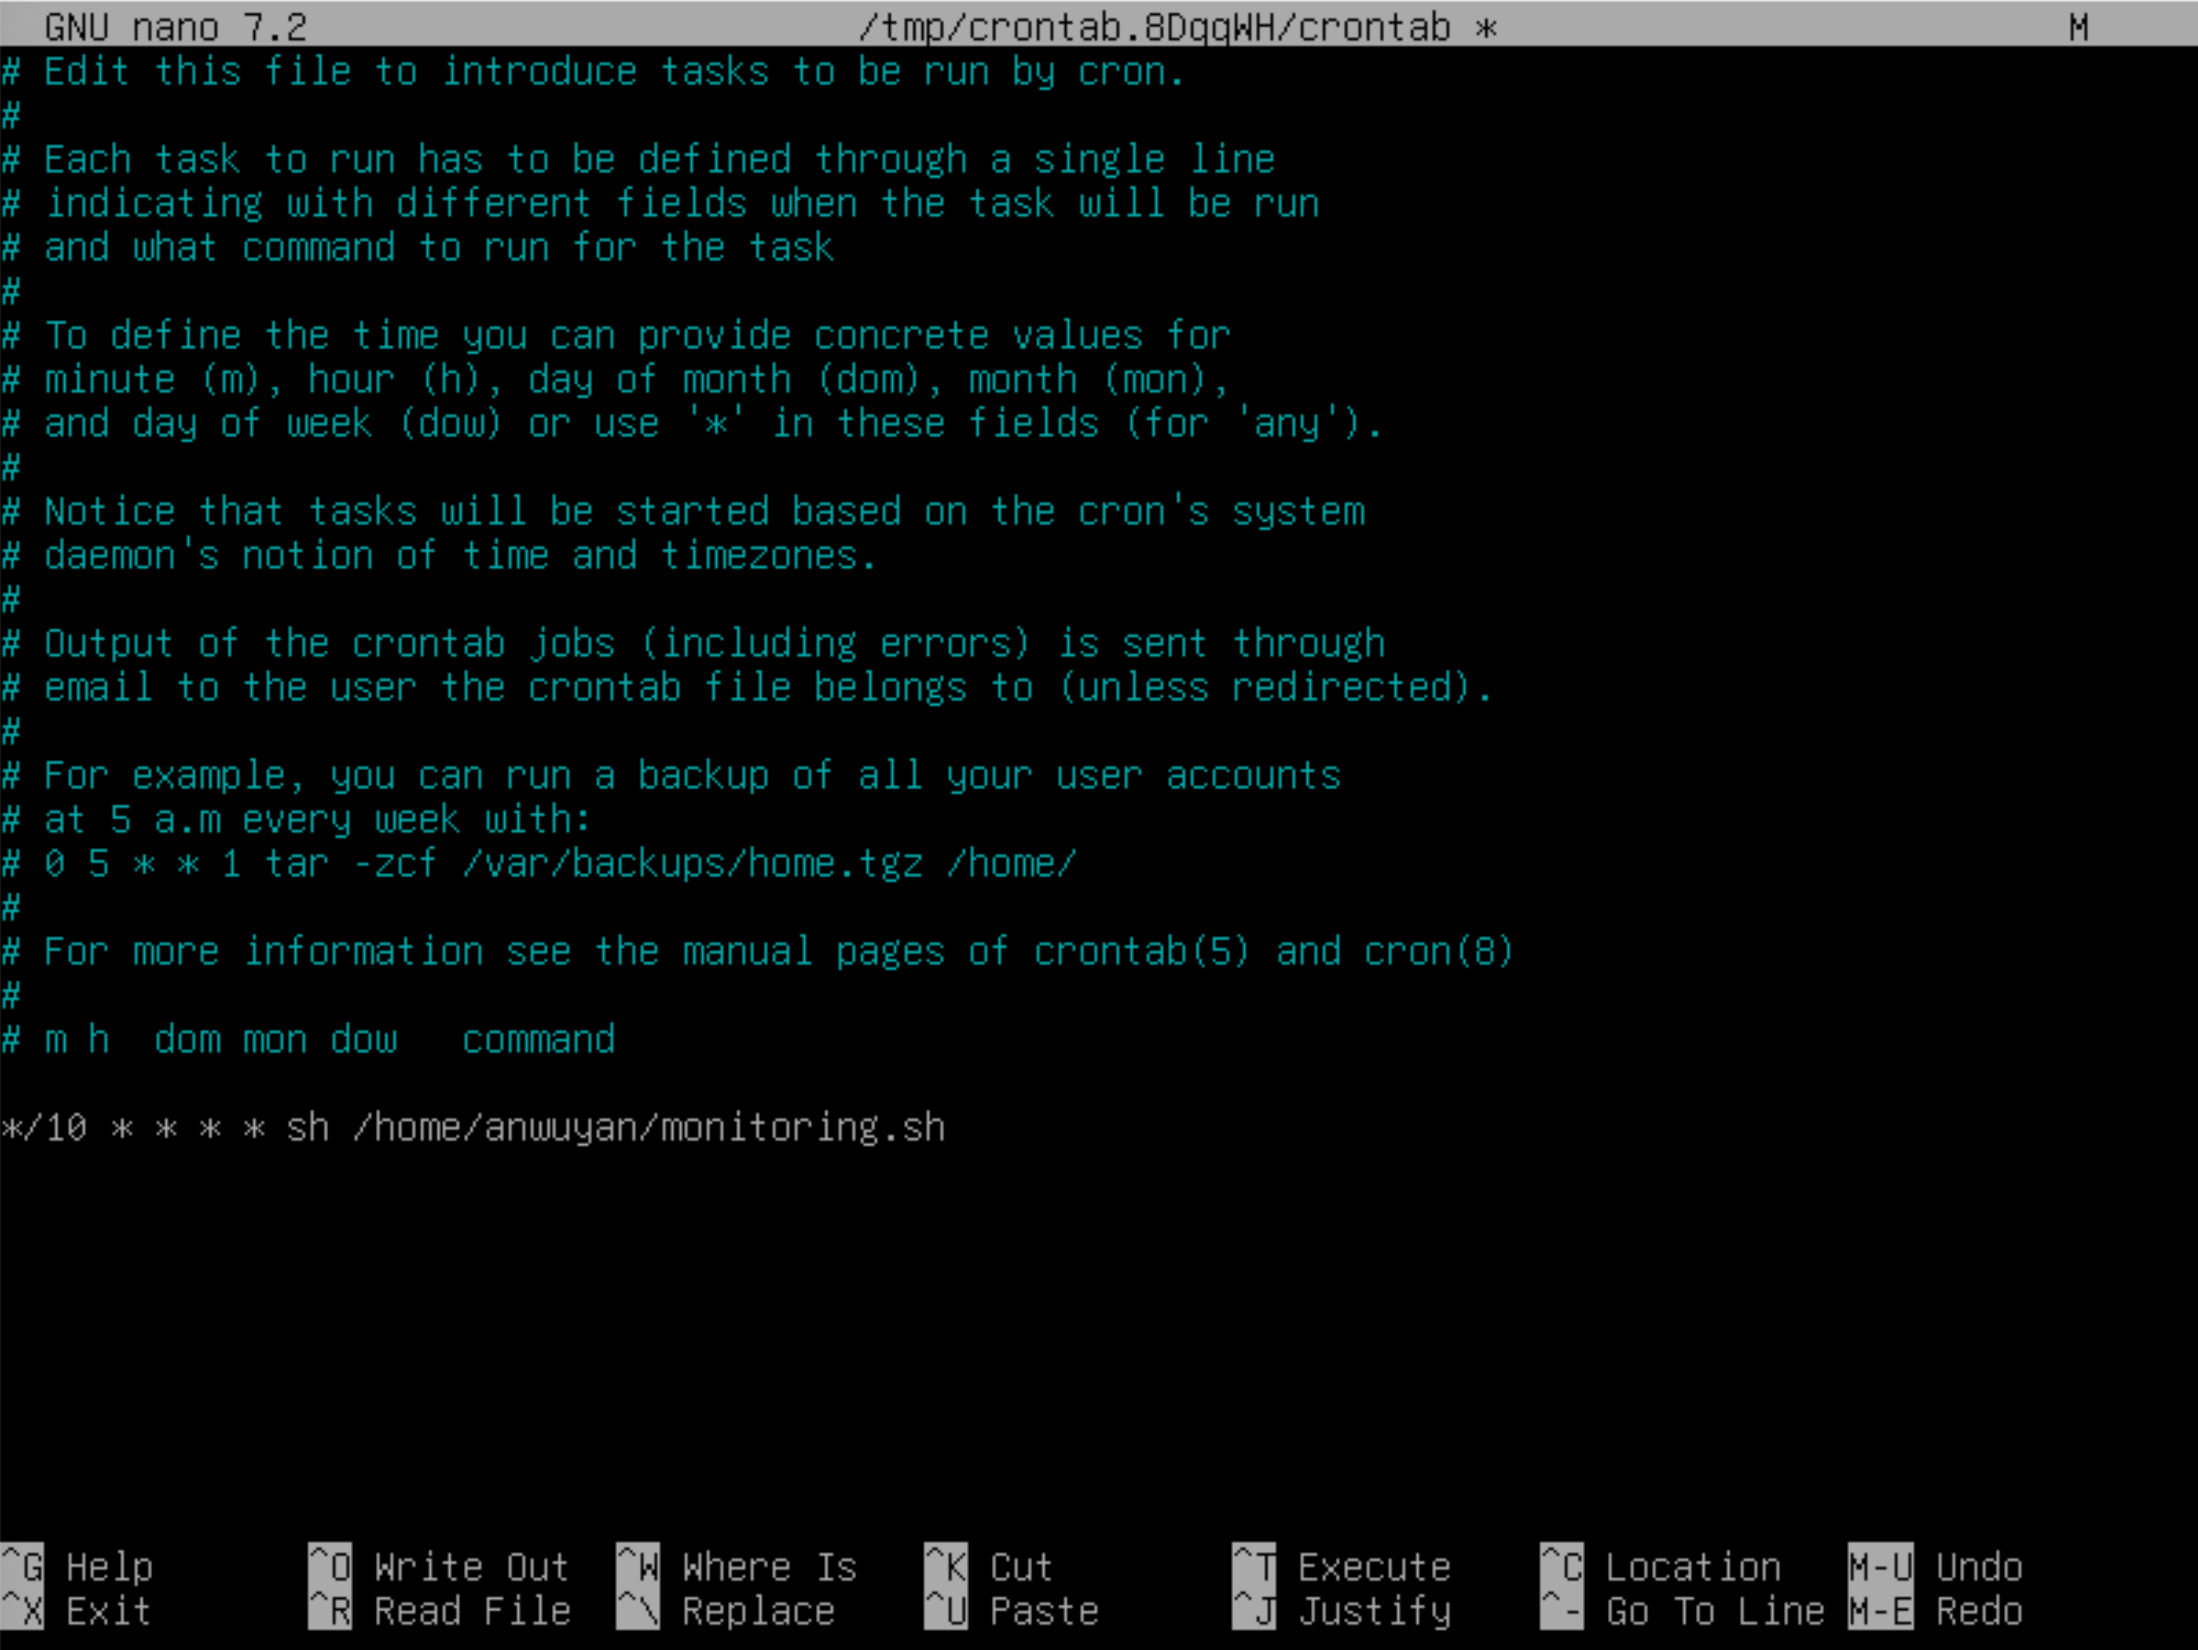 GNU nano 7.2 /tmp/crontab.8DqqWH/crontab * M
# Edit this file to introduce tasks to be run by cron.
#
# Each task to run has to be defined through a single line
# indicating with different fields when the task will be run
# and what command to run for the task
#
# To define the time you can provide concrete values for
# minute (m), hour (h), day of month (dom), month (mon),
# and day of week (dow) or use '*' in these fields (for 'any').
#
# Notice that tasks will be started based on the cron's system
# daemon's notion of time and timezones.
#
# Output of the crontab jobs (including errors) is sent through
# email to the user the crontab file belongs to (unless redirected).
#
# For example, you can run a backup of all your user accounts
# at 5 a.m every week with:
# 0 5 * * 1 tar -zcf /var/backups/home.tgz /home/
#
# For more information see the manual pages of crontab(5) and cron(8)
#
# m h  dom mon dow   command
*/10 * * * * sh /home/anwuyan/monitoring.sh
^G Help ^O Write Out ^W Where Is ^K Cut ^T Execute ^C Location M-U Undo
^X Exit ^R Read File ^\ Replace ^U Paste ^J Justify ^- Go To Line M-E Redo